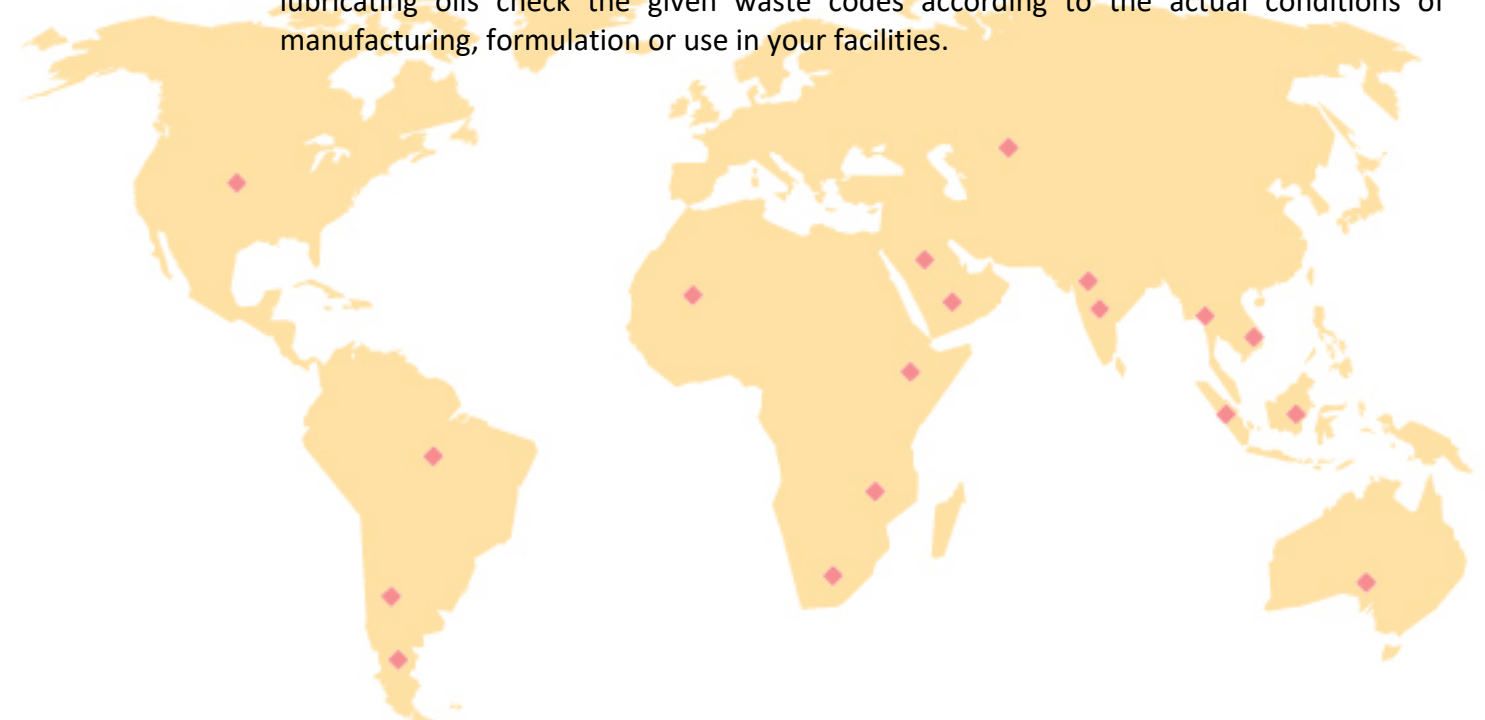 lubricating oils check the given waste codes according to the actual conditions of
manufacturing, formulation or use in your facilities.